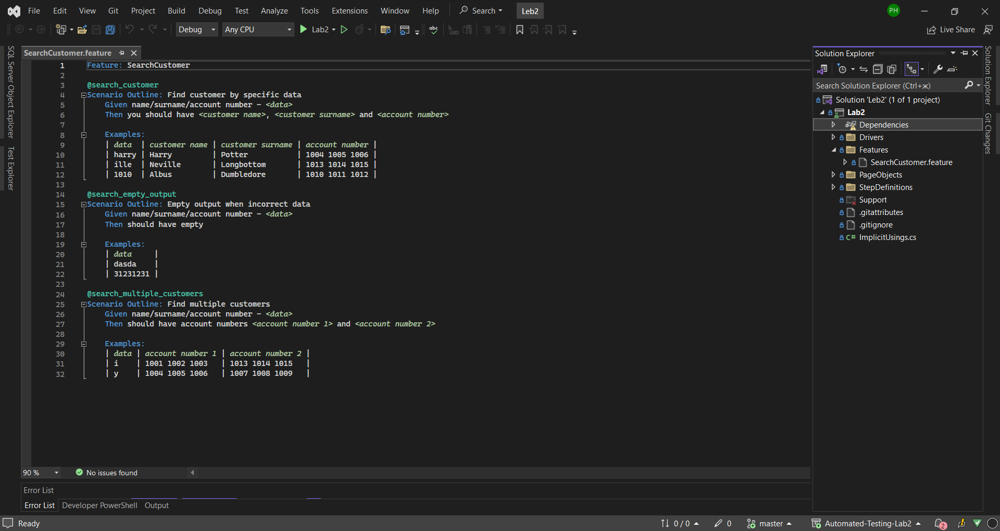 File Edit View Git Project Build Debug Test Analyze Tools Extensions Window Help Search Leb2 PH
Debug Any CPU Lab2 abc Live Share
SQL Server Object Explorer
Test Explorer
SearchCustomer.feature
1 Feature: SearchCustomer
2
3 @search_customer
4 Scenario Outline: Find customer by specific data
5 Given name/surname/account number - <data>
6 Then you should have <customer name>, <customer surname> and <account number>
7
8 Examples:
9 | data | customer name | customer surname | account number |
10 | harry | Harry | Potter | 1004 1005 1006 |
11 | ille | Neville | Longbottom | 1013 1014 1015 |
12 | 1010 | Albus | Dumbledore | 1010 1011 1012 |
13
14 @search_empty_output
15 Scenario Outline: Empty output when incorrect data
16 Given name/surname/account number - <data>
17 Then should have empty
18
19 Examples:
20 | data |
21 | dasda |
22 | 31231231 |
23
24 @search_multiple_customers
25 Scenario Outline: Find multiple customers
26 Given name/surname/account number - <data>
27 Then should have account numbers <account number 1> and <account number 2>
28
29 Examples:
30 | data | account number 1 | account number 2 |
31 | i | 1001 1002 1003 | 1013 1014 1015 |
32 | y | 1004 1005 1006 | 1007 1008 1009 |
90 % No issues found
Error List
Error List Developer PowerShell Output
Solution Explorer
Search Solution Explorer (Ctrl+ж)
Solution 'Leb2' (1 of 1 project)
Lab2
Dependencies
Drivers
Features
SearchCustomer.feature
PageObjects
StepDefinitions
Support
.gitattributes
.gitignore
C# ImplicitUsings.cs
Solution Explorer
Git Changes
Ready 0 / 0 0 master Automated-Testing-Lab2 2